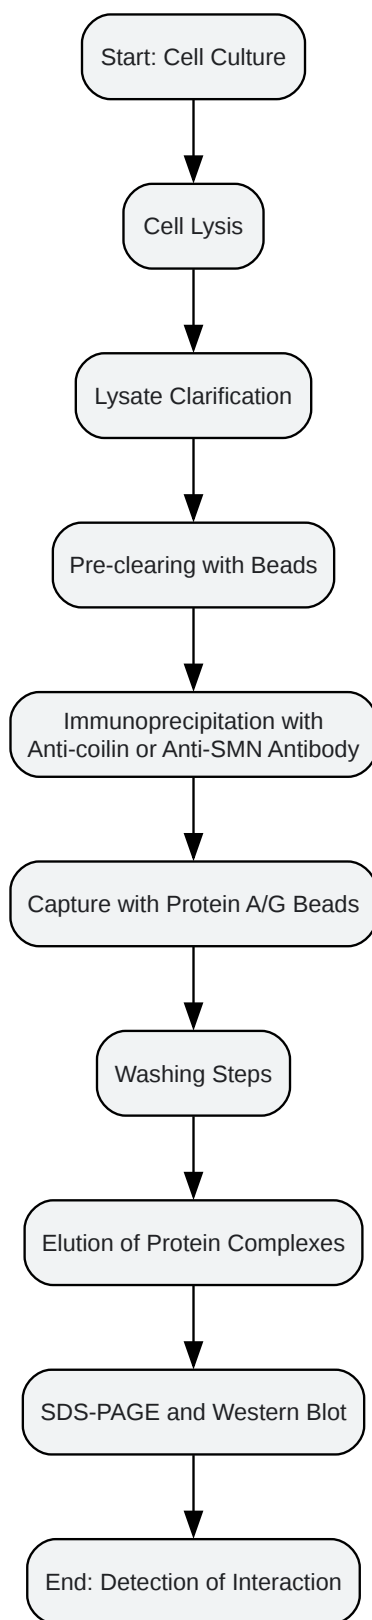 Start: Cell Culture
Cell Lysis
Lysate Clarification
Pre-clearing with Beads
Immunoprecipitation with
Anti-coilin or Anti-SMN Antibody
Capture with Protein A/G Beads
Washing Steps
Elution of Protein Complexes
SDS-PAGE and Western Blot
End: Detection of Interaction